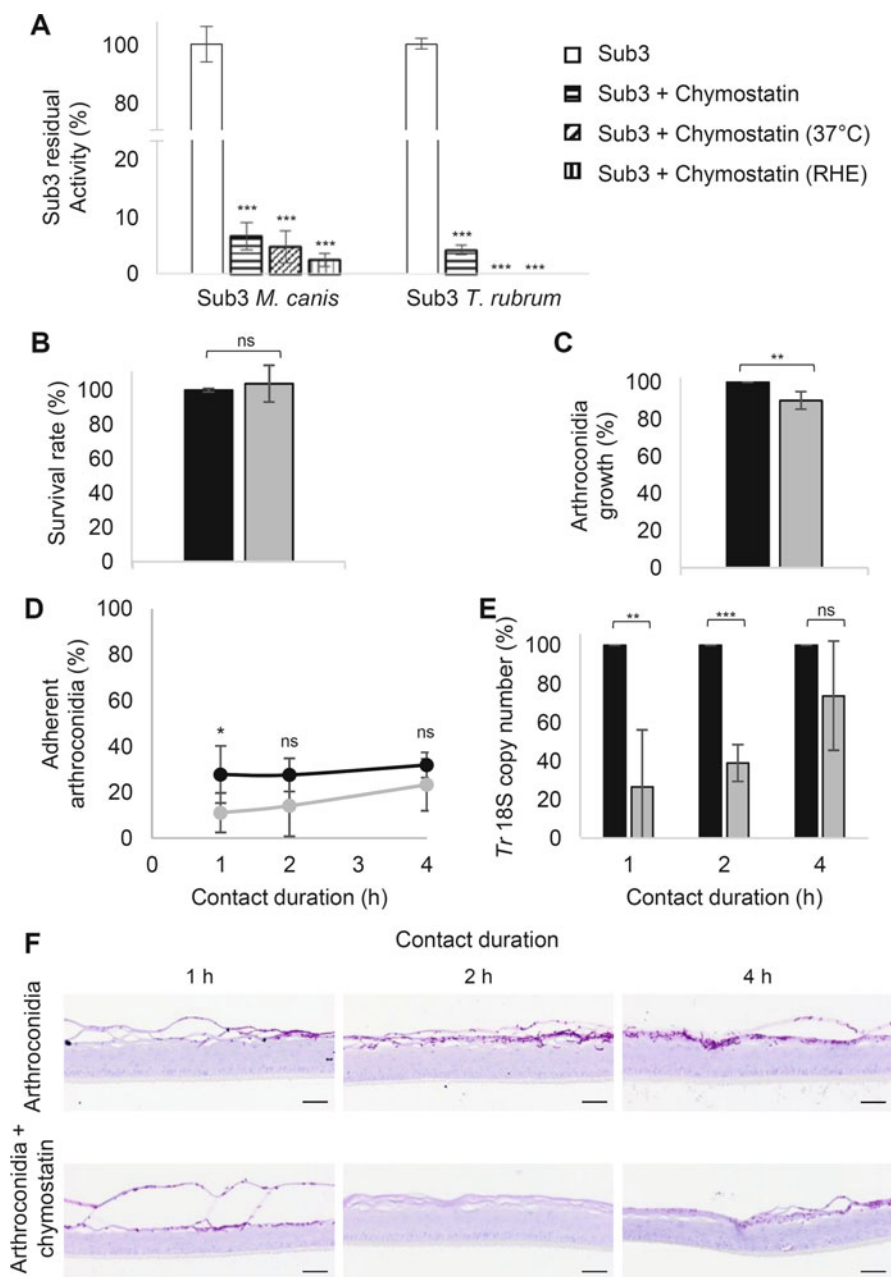 A
Sub3 residual
Activity (%)
100
80
20
10
0
***
***
***
***
***
***
Sub3 M. canis
Sub3 T. rubrum
Sub3
Sub3 + Chymostatin
Sub3 + Chymostatin (37°C)
Sub3 + Chymostatin (RHE)
B
Survival rate (%)
100
80
60
40
20
0
ns
C
Arthroconidia
growth (%)
100
80
60
40
20
0
**
D
Adherent
arthroconidia (%)
100
80
60
40
20
0
*
ns
ns
0 1 2 3 4
Contact duration (h)
E
Tr 18S copy number (%)
100
80
60
40
20
0
**
***
ns
1 2 4
Contact duration (h)
F
Contact duration
1 h 2 h 4 h
Arthroconidia
Arthroconidia +
chymostatin